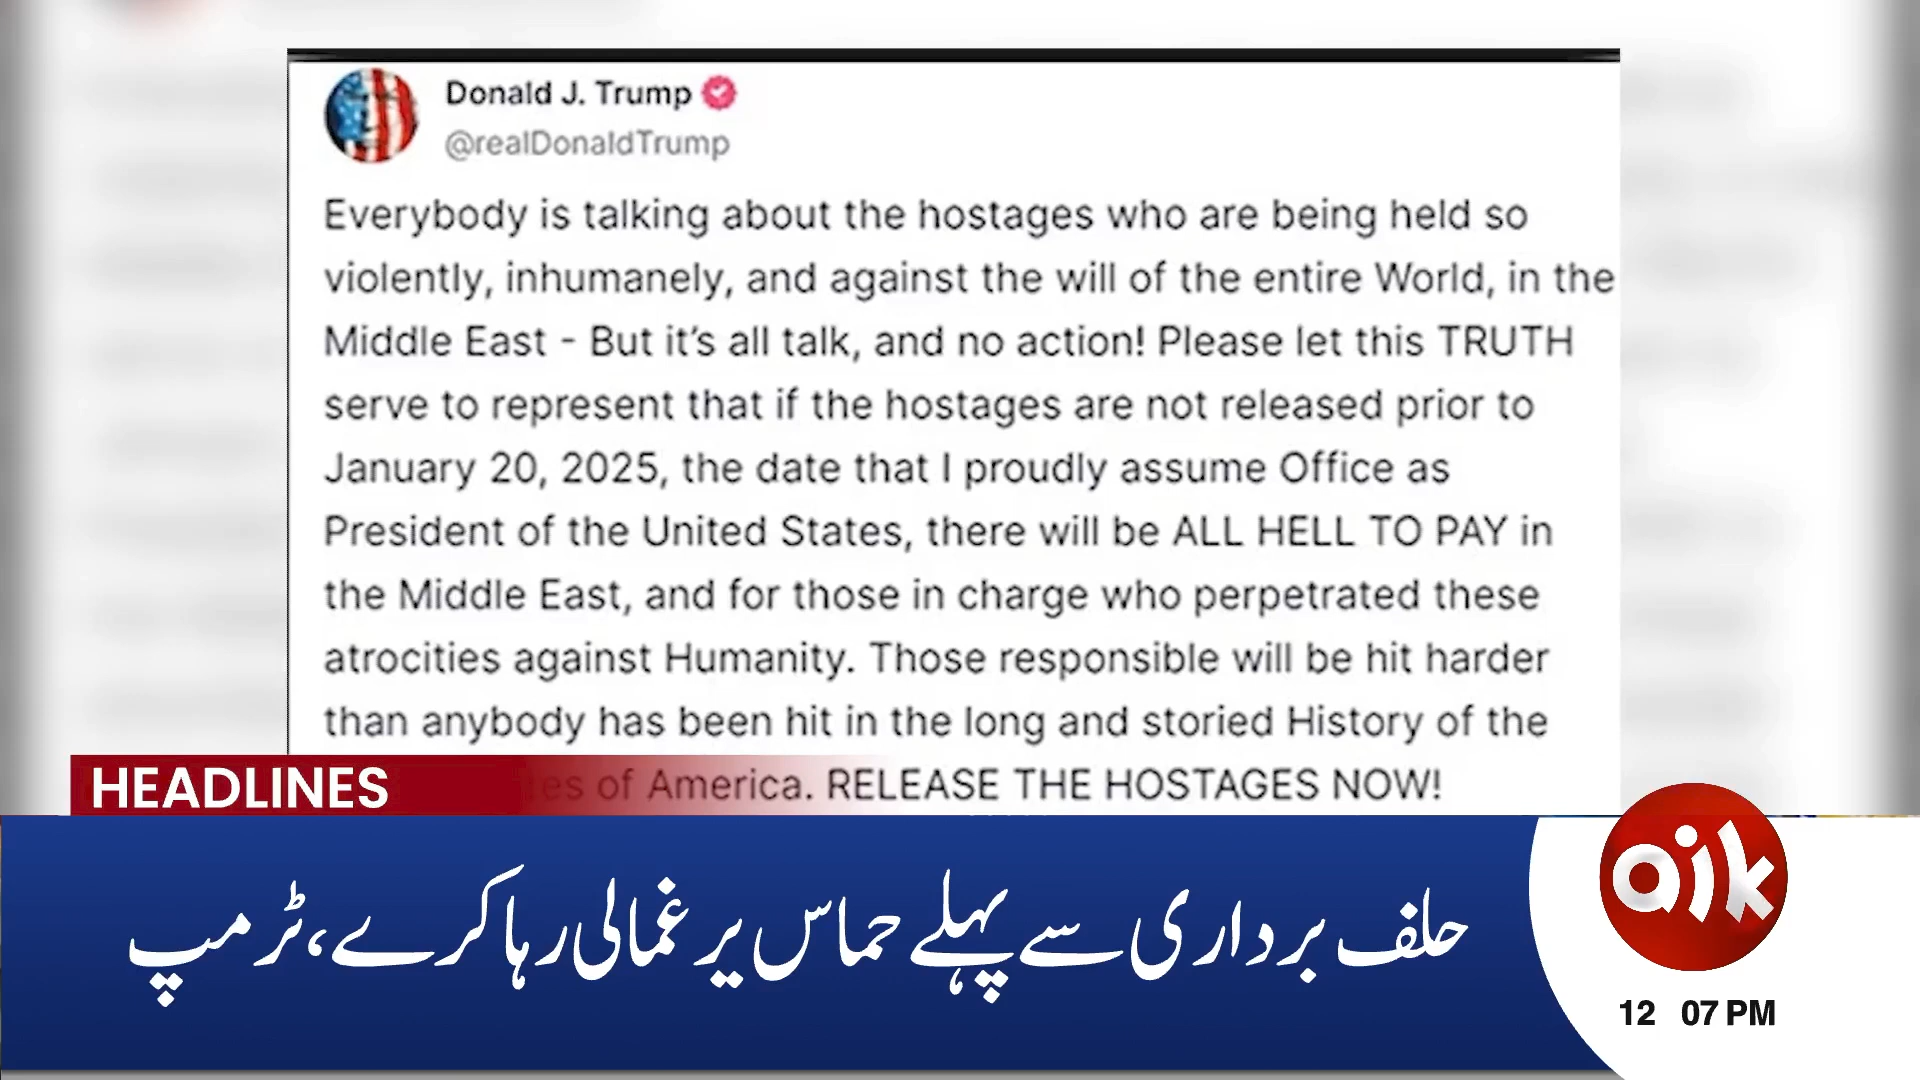 Donald J. Trump
@realDonaldTrump
Everybody is talking about the hostages who are being held so
violently, inhumanely, and against the will of the entire World, in the
Middle East - But it's all talk, and no action! Please let this TRUTH
serve to represent that if the hostages are not released prior to
January 20, 2025, the date that I proudly assume Office as
President of the United States, there will be ALL HELL TO PAY in
the Middle East, and for those in charge who perpetrated these
atrocities against Humanity. Those responsible will be hit harder
than anybody has been hit in the long and storied History of the
of America. RELEASE THE HOSTAGES NOW!
HEADLINES
حلف برداری سے پہلے حماس یرغمالی رہا کرے، ٹرمپ
aik
12 07 PM